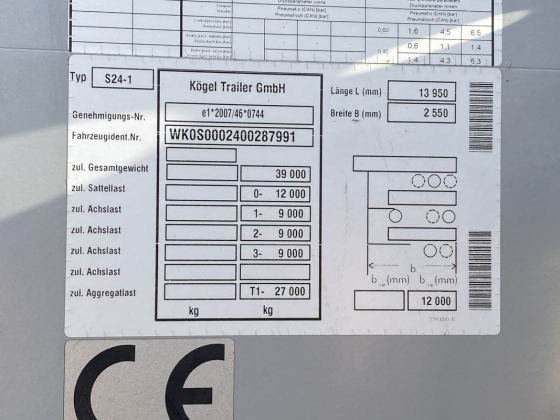 Druckparameter hinten
Pneumatic (CAN) [bar]
Pneumatisch (CAN) [bar]
0,60 1,6 4,5 6.5
0,6 1,1 1.4
0,40 1,4 4,3 6,3
Typ S24-1
Kögel Trailer GmbH
Länge L (mm) 13 950
Breite B (mm) 2 550
Genehmigungs-Nr. e1*2007/46*0744
Fahrzeugident.Nr. WK0S0002400287991
zul. Gesamtgewicht 39 000
zul. Sattellast 0- 12 000
zul. Achslast 1- 9 000
zul. Achslast 2- 9 000
zul. Achslast 3- 9 000
zul. Achslast
zul. Aggregatlast T1- 27 000
kg kg
b
b (mm) b (mm)
12 000
CE